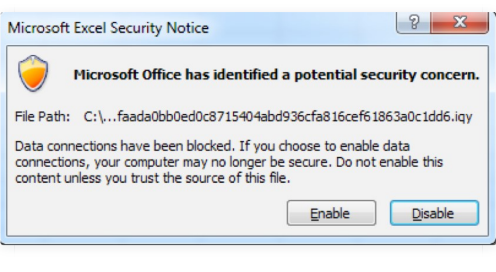 Microsoft Excel Security Notice
Microsoft Office has identified a potential security concern.
File Path: C:\...faada0bb0ed0c8715404abd936cfa816cef61863a0c1dd6.iqy
Data connections have been blocked. If you choose to enable data
connections, your computer may no longer be secure. Do not enable this
content unless you trust the source of this file.
Enable Disable